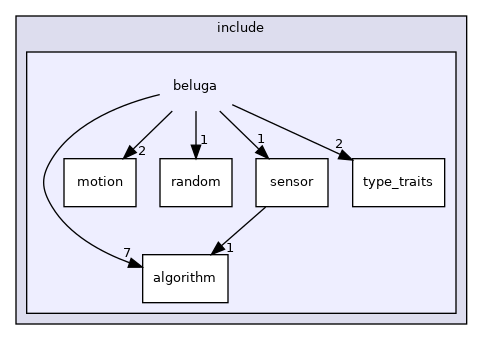 include
beluga
2
1
1
2
motion
random
sensor
type_traits
7
1
algorithm